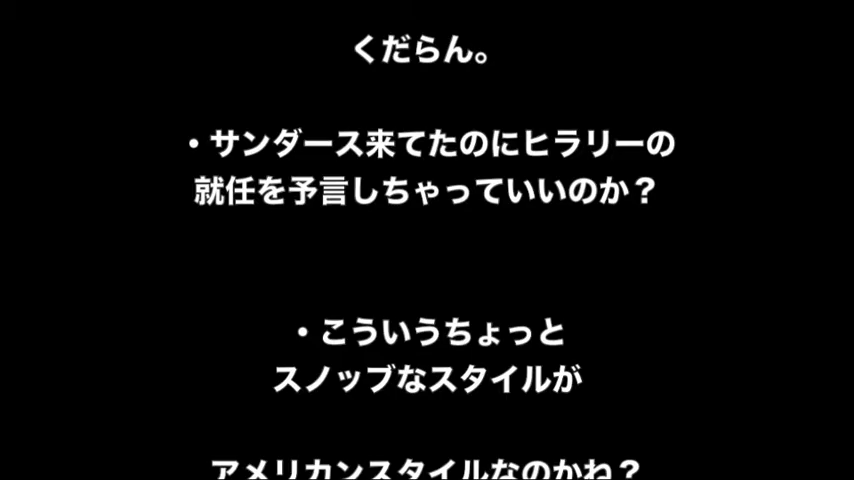 くだらん。
・サンダース来てたのにヒラリーの
就任を予言しちゃっていいのか？
・こういうちょっと
スノッブなスタイルが
アメリカンスタイルなのかね？